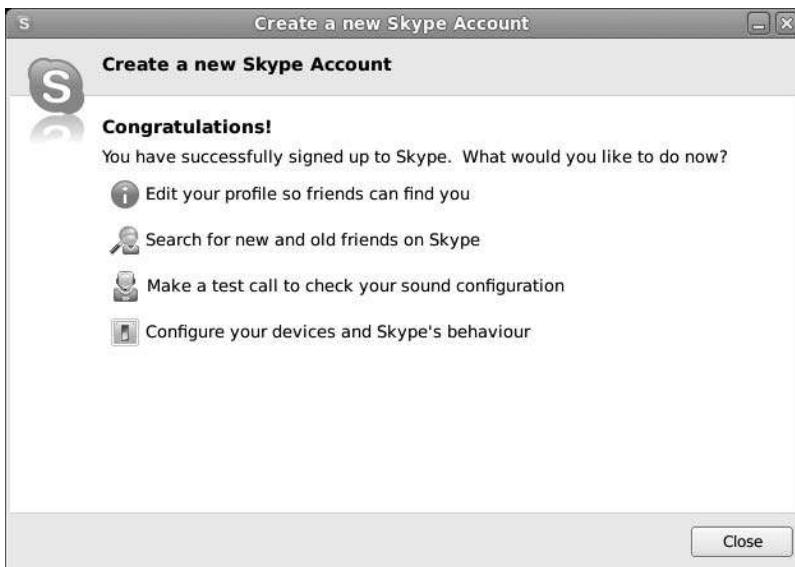 S Create a new Skype Account
Create a new Skype Account
S
Congratulations!
You have successfully signed up to Skype. What would you like to do now?
Edit your profile so friends can find you
Search for new and old friends on Skype
Make a test call to check your sound configuration
Configure your devices and Skype's behaviour
Close